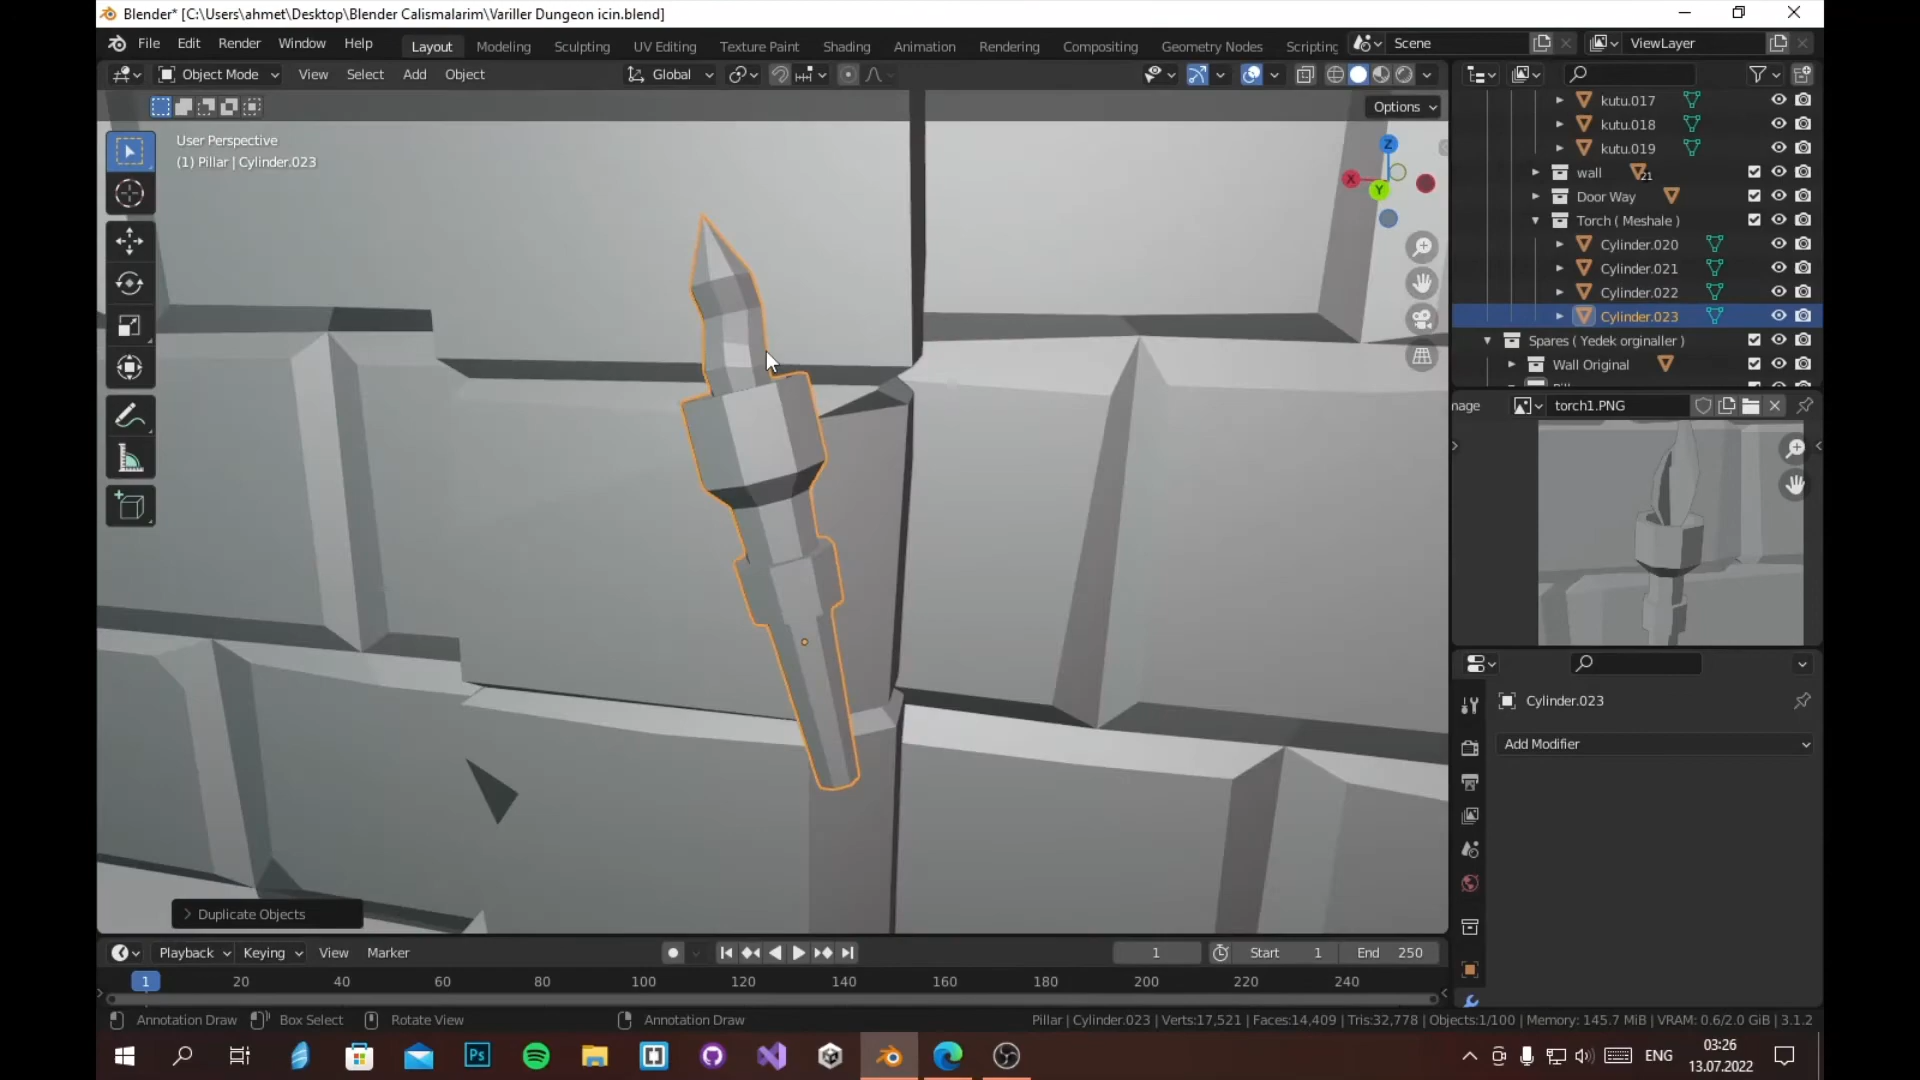 Blender* [C:\Users\ahmet\Desktop\Blender Calismalarim\Variller Dungeon icin.blend]
File Edit Render Window Help Layout Modeling Sculpting UV Editing Texture Paint Shading Animation Rendering Compositing Geometry Nodes Scripting Scene ViewLayer
Object Mode View Select Add Object Global
Options
User Perspective
(1) Pillar | Cylinder.023
Z
X
Y
kutu.017
kutu.018
kutu.019
wall 21
Door Way
Torch ( Meshale )
Cylinder.020
Cylinder.021
Cylinder.022
Cylinder.023
Spares ( Yedek orginaller )
Wall Original
nage torch1.PNG
Cylinder.023
Add Modifier
Duplicate Objects
Playback Keying View Marker 1 Start 1 End 250
1 20 40 60 80 100 120 140 160 180 200 220 240
Annotation Draw Box Select Rotate View Annotation Draw Pillar | Cylinder.023 | Verts:17,521 | Faces:14,409 | Tris:32,778 | Objects:1/100 | Memory: 145.7 MiB | VRAM: 0.6/2.0 GiB | 3.1.2
Ps ENG 03:26
13.07.2022